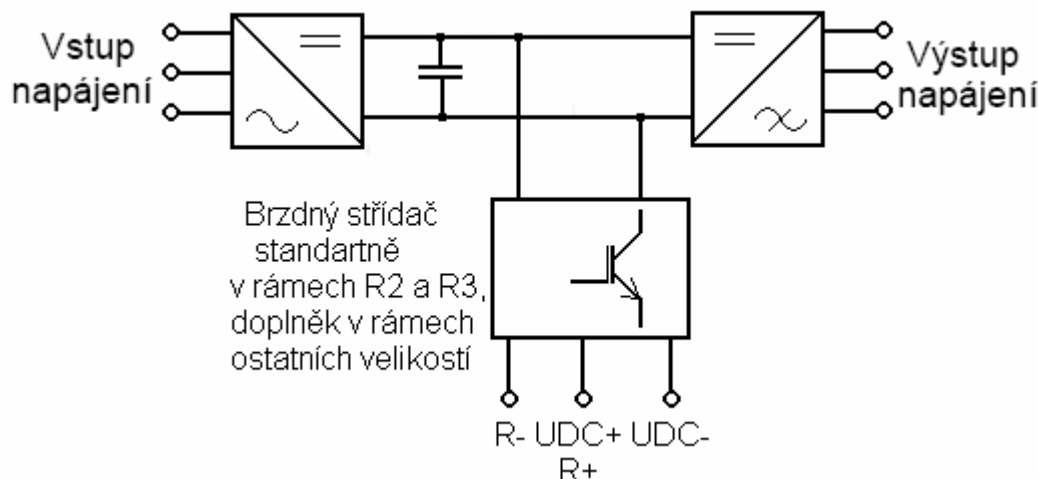 Vstup
napájení
Výstup
napájení
Brzdný střídač
standartně
v rámech R2 a R3,
doplněk v rámech
ostatních velikostí
R- UDC+ UDC-
R+